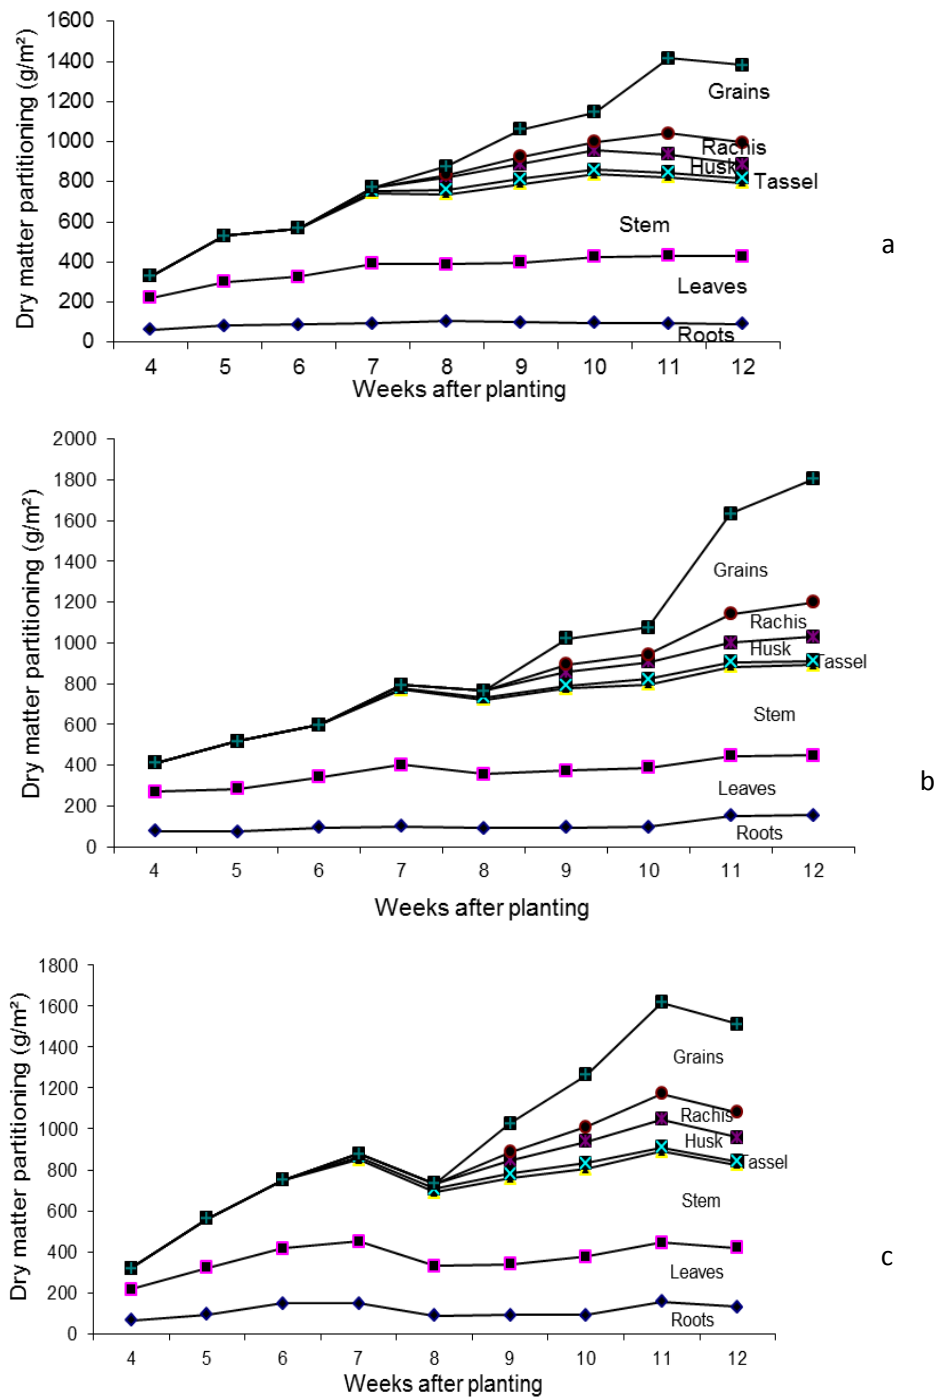 Dry matter partitioning (g/m²)
1600
1400
1200
1000
800
600
400
200
0
Grains
Rachis
Husk
Tassel
Stem
Leaves
Roots
a
4 5 6 7 8 9 10 11 12
Weeks after planting
Dry matter partitioning (g/m²)
2000
1800
1600
1400
1200
1000
800
600
400
200
0
Grains
Rachis
Husk
Tassel
Stem
Leaves
Roots
b
4 5 6 7 8 9 10 11 12
Weeks after planting
Dry matter partitioning (g/m²)
1800
1600
1400
1200
1000
800
600
400
200
0
Grains
Rachis
Husk
Tassel
Stem
Leaves
Roots
c
4 5 6 7 8 9 10 11 12
Weeks after planting